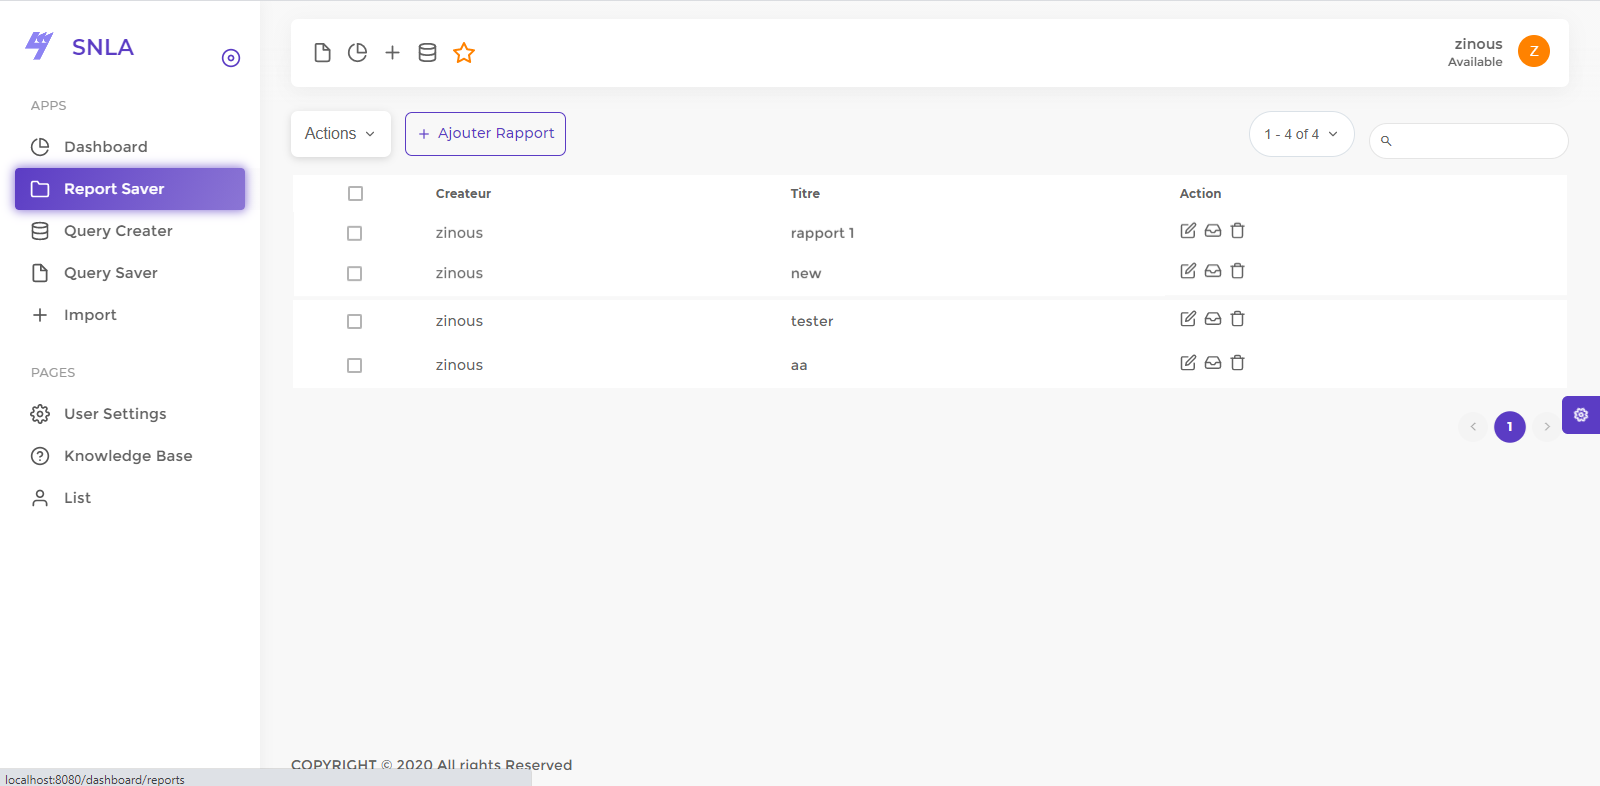 SNLA
zinous
Available
Z
APPS
Dashboard
Report Saver
Query Creater
Query Saver
Import
PAGES
User Settings
Knowledge Base
List
Actions
+ Ajouter Rapport
1 - 4 of 4
Createur Titre Action
zinous rapport 1
zinous new
zinous tester
zinous aa
1
COPYRIGHT © 2020 All rights Reserved
localhost:8080/dashboard/reports